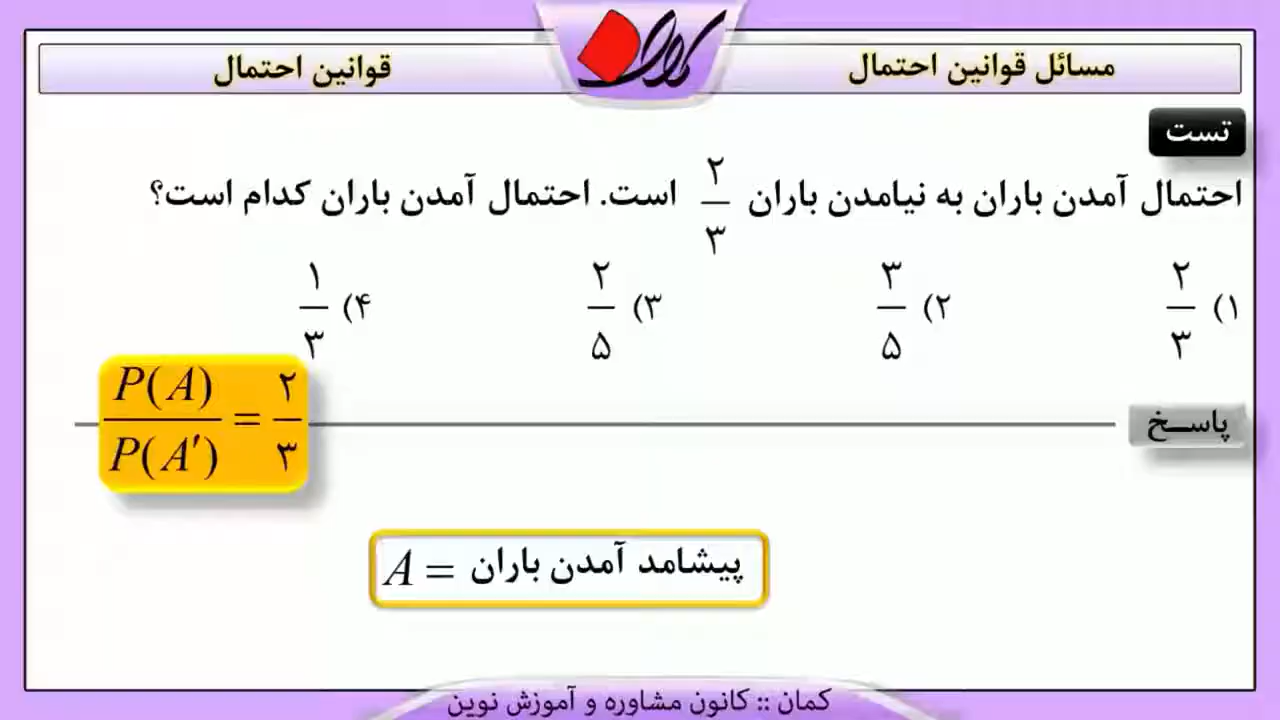 مسائل قوانین احتمال
قوانین احتمال
کمان
تست
احتمال آمدن باران به نیامدن باران ۲/۳ است. احتمال آمدن باران کدام است؟
۱) ۲/۳ ۲) ۳/۵ ۳) ۲/۵ ۴) ۱/۳
پاسخ
P(A)/P(A′) = ۲/۳
A = پیشامد آمدن باران
کمان :: کانون مشاوره و آموزش نوین